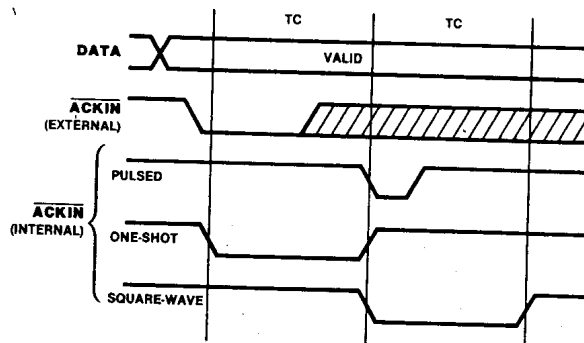 TC TC
DATA
VALID
ACKIN
(EXTERNAL)
PULSED
ACKIN
(INTERNAL)
ONE-SHOT
SQUARE-WAVE